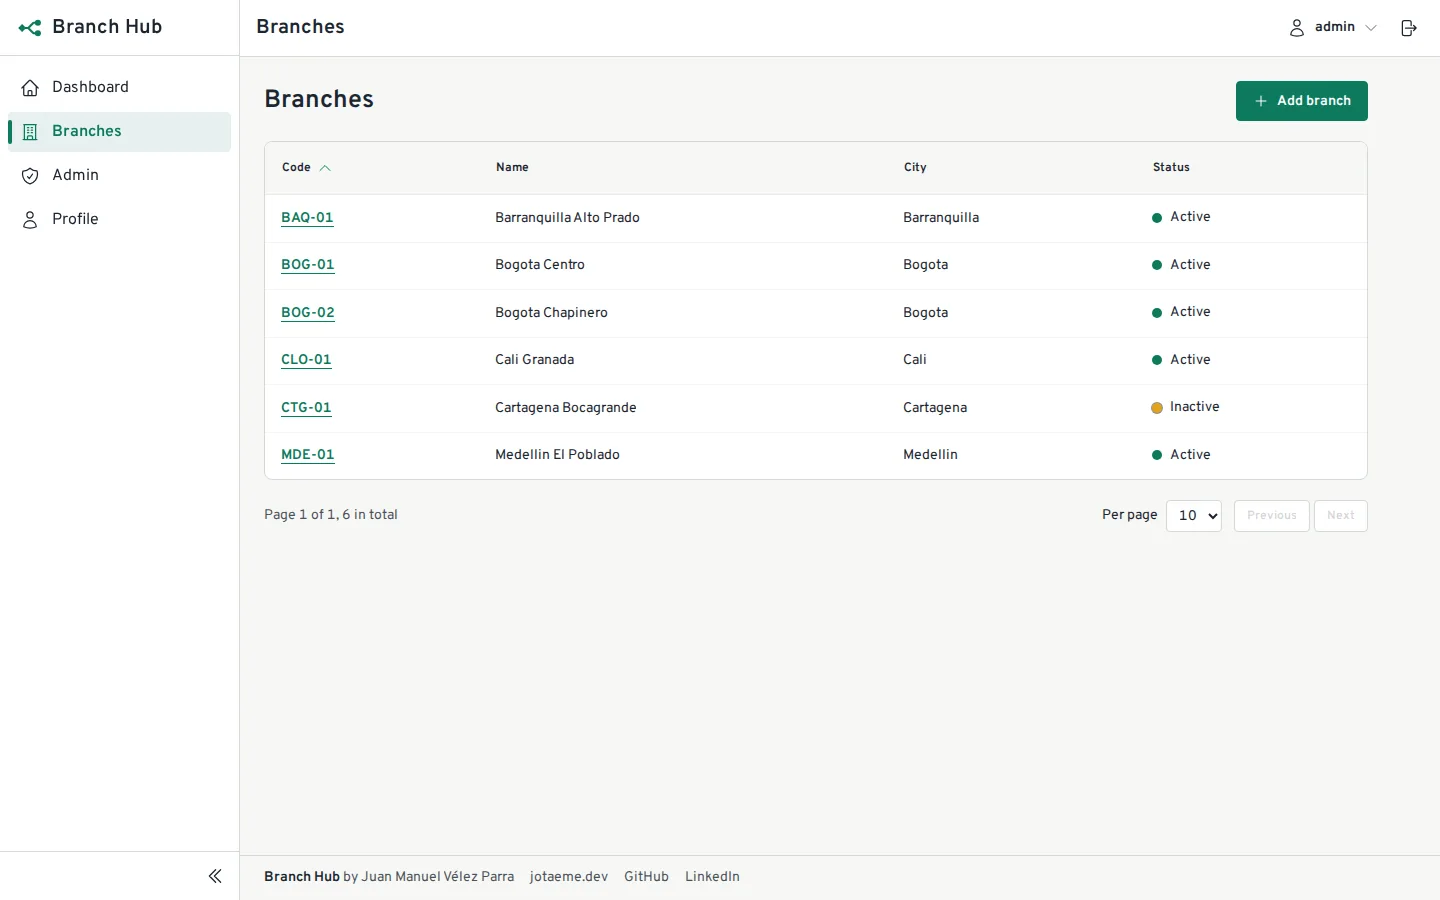 Branch Hub
Branches
admin
Dashboard
Branches
Admin
Profile
Branches
Add branch
Code Name City Status
BAQ-01 Barranquilla Alto Prado Barranquilla Active
BOG-01 Bogota Centro Bogota Active
BOG-02 Bogota Chapinero Bogota Active
CLO-01 Cali Granada Cali Active
CTG-01 Cartagena Bocagrande Cartagena Inactive
MDE-01 Medellin El Poblado Medellin Active
Page 1 of 1, 6 in total
Per page 10 Previous Next
Branch Hub by Juan Manuel Vélez Parra jotaeme.dev GitHub LinkedIn